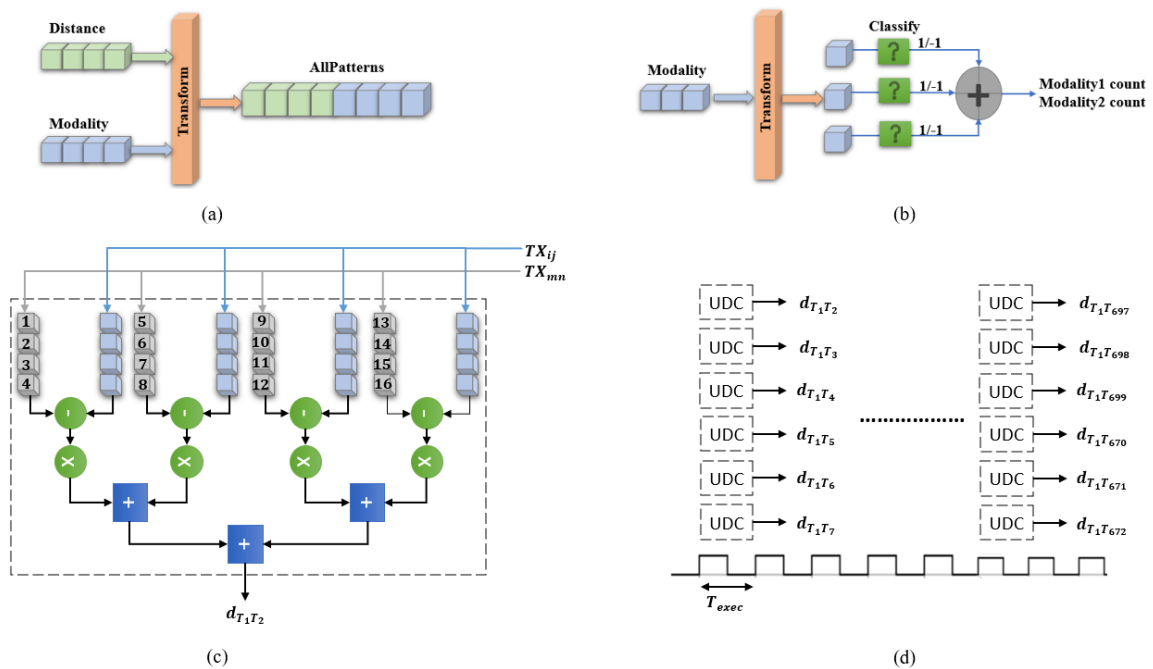 Distance
Transform
AllPatterns
Modality
(a)
Classify
Modality
Transform
? 1/-1
? 1/-1
? 1/-1
+
Modality1 count
Modality2 count
(b)
TX_ij
TX_mn
1 5 9 13
2 6 10 14
3 7 11 15
4 8 12 16
- - - -
X X X X
+ +
+
d_T1T2
(c)
UDC d_T1T2 UDC d_T1T697
UDC d_T1T3 UDC d_T1T698
UDC d_T1T4 UDC d_T1T699
UDC d_T1T5 UDC d_T1T670
UDC d_T1T6 UDC d_T1T671
UDC d_T1T7 UDC d_T1T672
T_exec
(d)